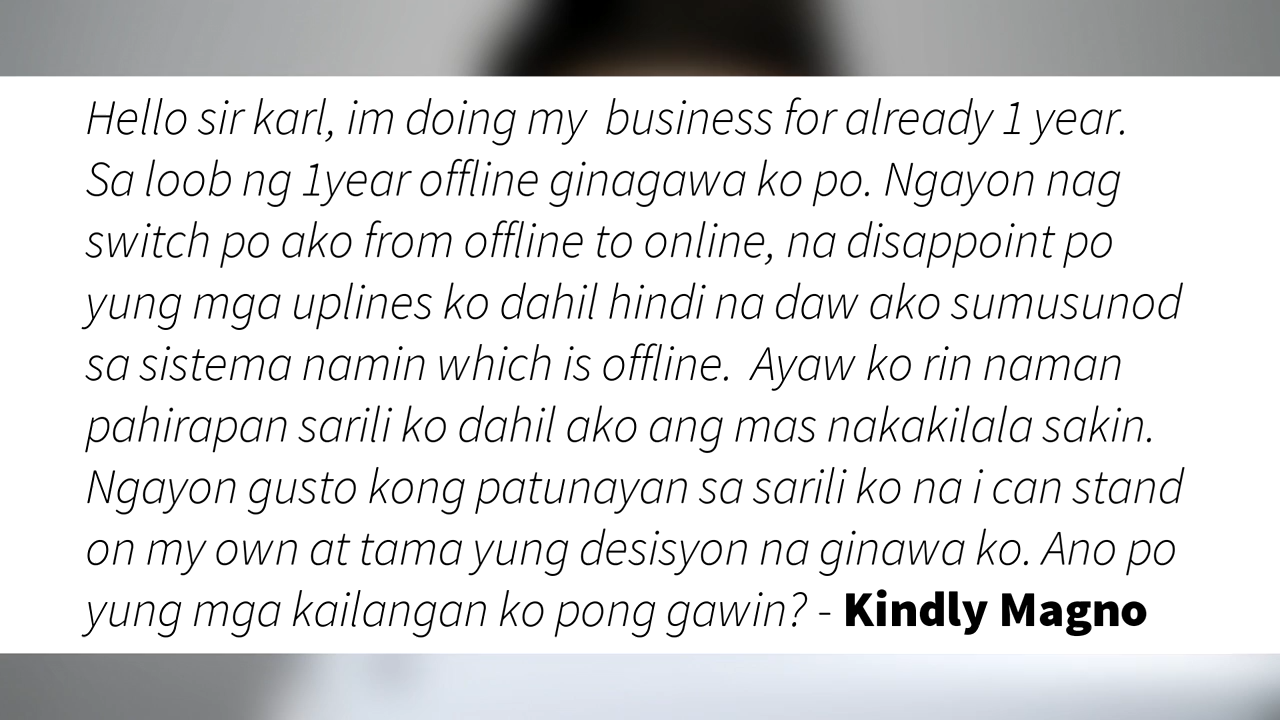 Hello sir karl, im doing my  business for already 1 year.
Sa loob ng 1year offline ginagawa ko po. Ngayon nag
switch po ako from offline to online, na disappoint po
yung mga uplines ko dahil hindi na daw ako sumusunod
sa sistema namin which is offline.  Ayaw ko rin naman
pahirapan sarili ko dahil ako ang mas nakakilala sakin.
Ngayon gusto kong patunayan sa sarili ko na i can stand
on my own at tama yung desisyon na ginawa ko. Ano po
yung mga kailangan ko pong gawin? - Kindly Magno